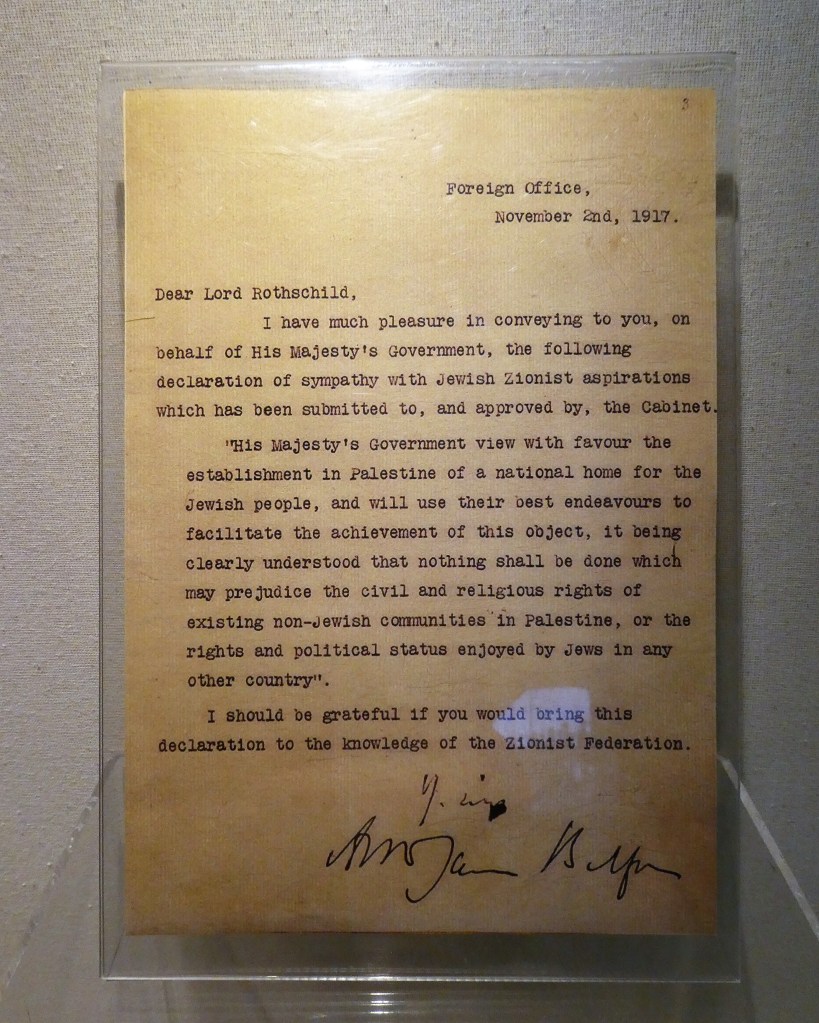 3
Foreign Office,
November 2nd, 1917.
Dear Lord Rothschild,
I have much pleasure in conveying to you, on
behalf of His Majesty's Government, the following
declaration of sympathy with Jewish Zionist aspirations
which has been submitted to, and approved by, the Cabinet.
"His Majesty's Government view with favour the
establishment in Palestine of a national home for the
Jewish people, and will use their best endeavours to
facilitate the achievement of this object, it being
clearly understood that nothing shall be done which
may prejudice the civil and religious rights of
existing non-Jewish communities in Palestine, or the
rights and political status enjoyed by Jews in any
other country".
I should be grateful if you would bring this
declaration to the knowledge of the Zionist Federation.
Balfour